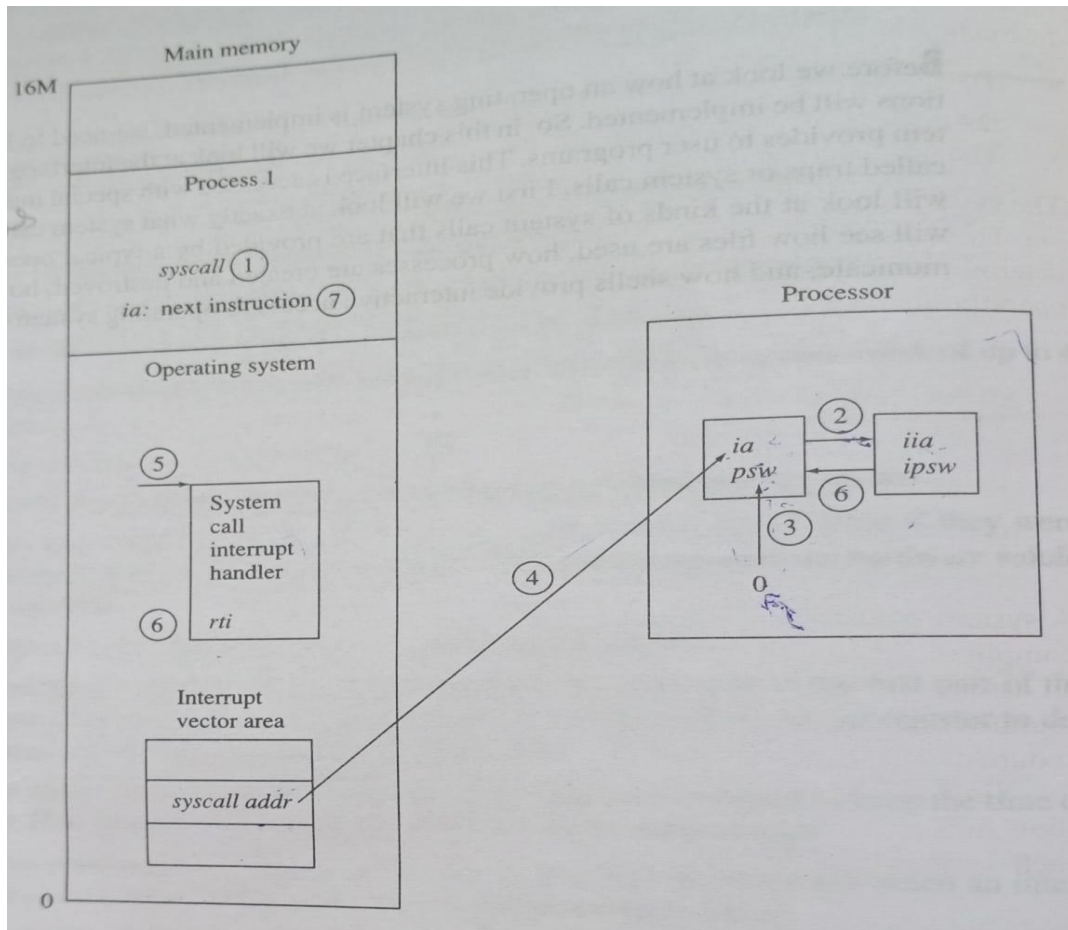 Main memory
16M
Process 1
syscall 1
ia: next instruction 7
Operating system
5
System
call
interrupt
handler
6 rti
Interrupt
vector area
syscall addr
0
4
Processor
2
ia
psw
iia
ipsw
6
3
0